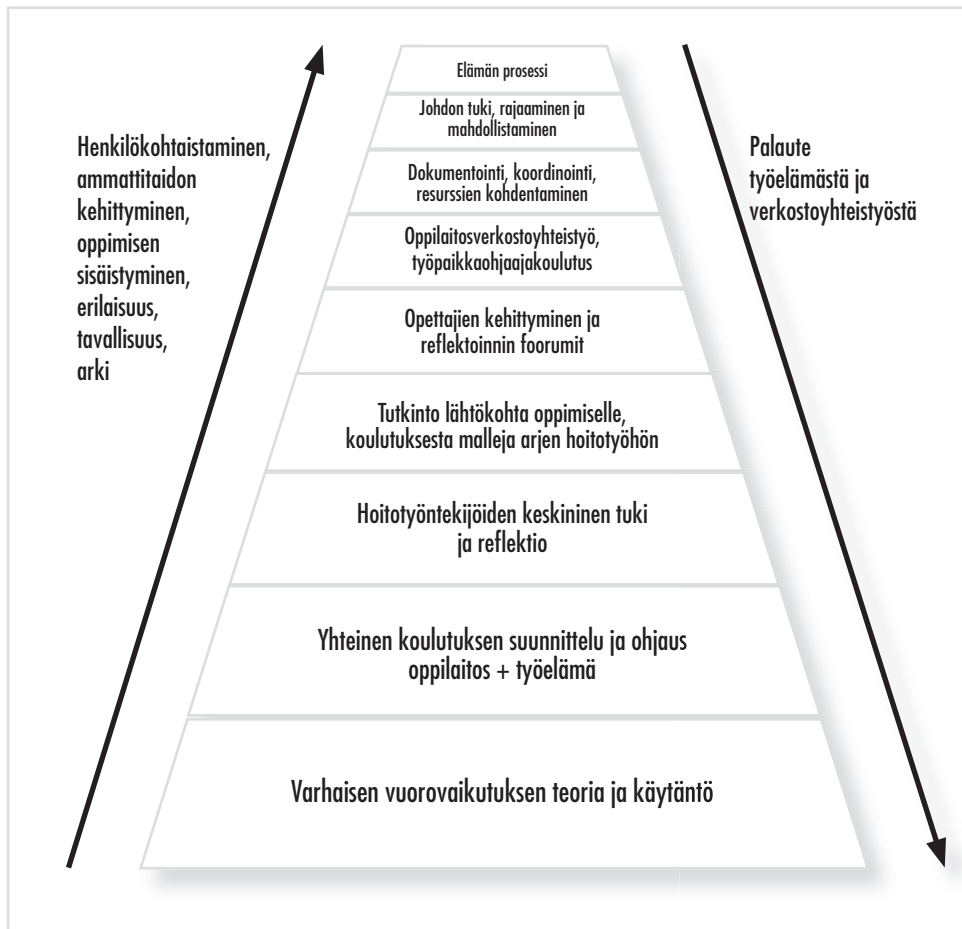 Elämän prosessi
Johdon tuki, rajaaminen ja
mahdollistaminen
Dokumentointi, koordinointi,
resurssien kohdentaminen
Oppilaitosverkostoyhteistyö,
työpaikkaohjaajakoulutus
Opettajien kehittyminen ja
reflektoinnin foorumit
Tutkinto lähtökohta oppimiselle,
koulutuksesta malleja arjen hoitotyöhön
Hoitotyöntekijöiden keskininen tuki
ja reflektio
Yhteinen koulutuksen suunnittelu ja ohjaus
oppilaitos + työelämä
Varhaisen vuorovaikutuksen teoria ja käytäntö
Henkilökohtaistaminen,
ammattitaidon
kehittyminen,
oppimisen
sisäistyminen,
erilaisuus,
tavallisuus,
arki
Palaute
työelämästä ja
verkostoyhteistyöstä